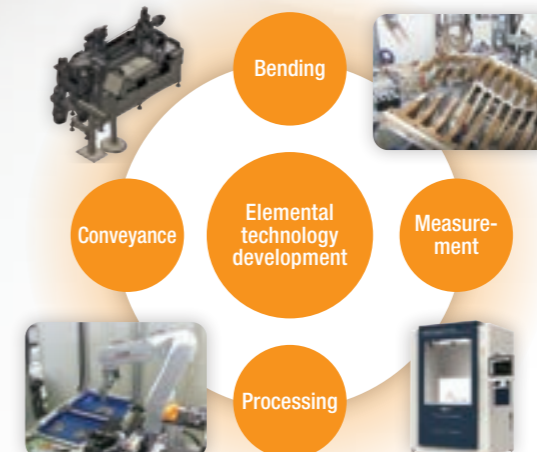 Bending
Conveyance
Elemental
technology
development
Measure-
ment
Processing